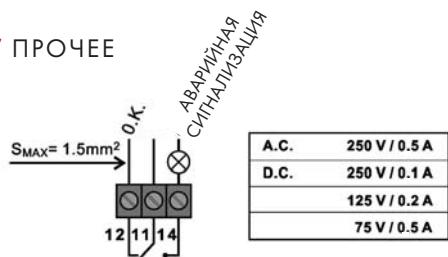 ПРОЧЕЕ
О.К.
АВАРИЙНАЯ
СИГНАЛИЗАЦИЯ
SMAX= 1.5mm²
12 11 14
A.C. 250 V / 0.5 A
D.C. 250 V / 0.1 A
125 V / 0.2 A
75 V / 0.5 A